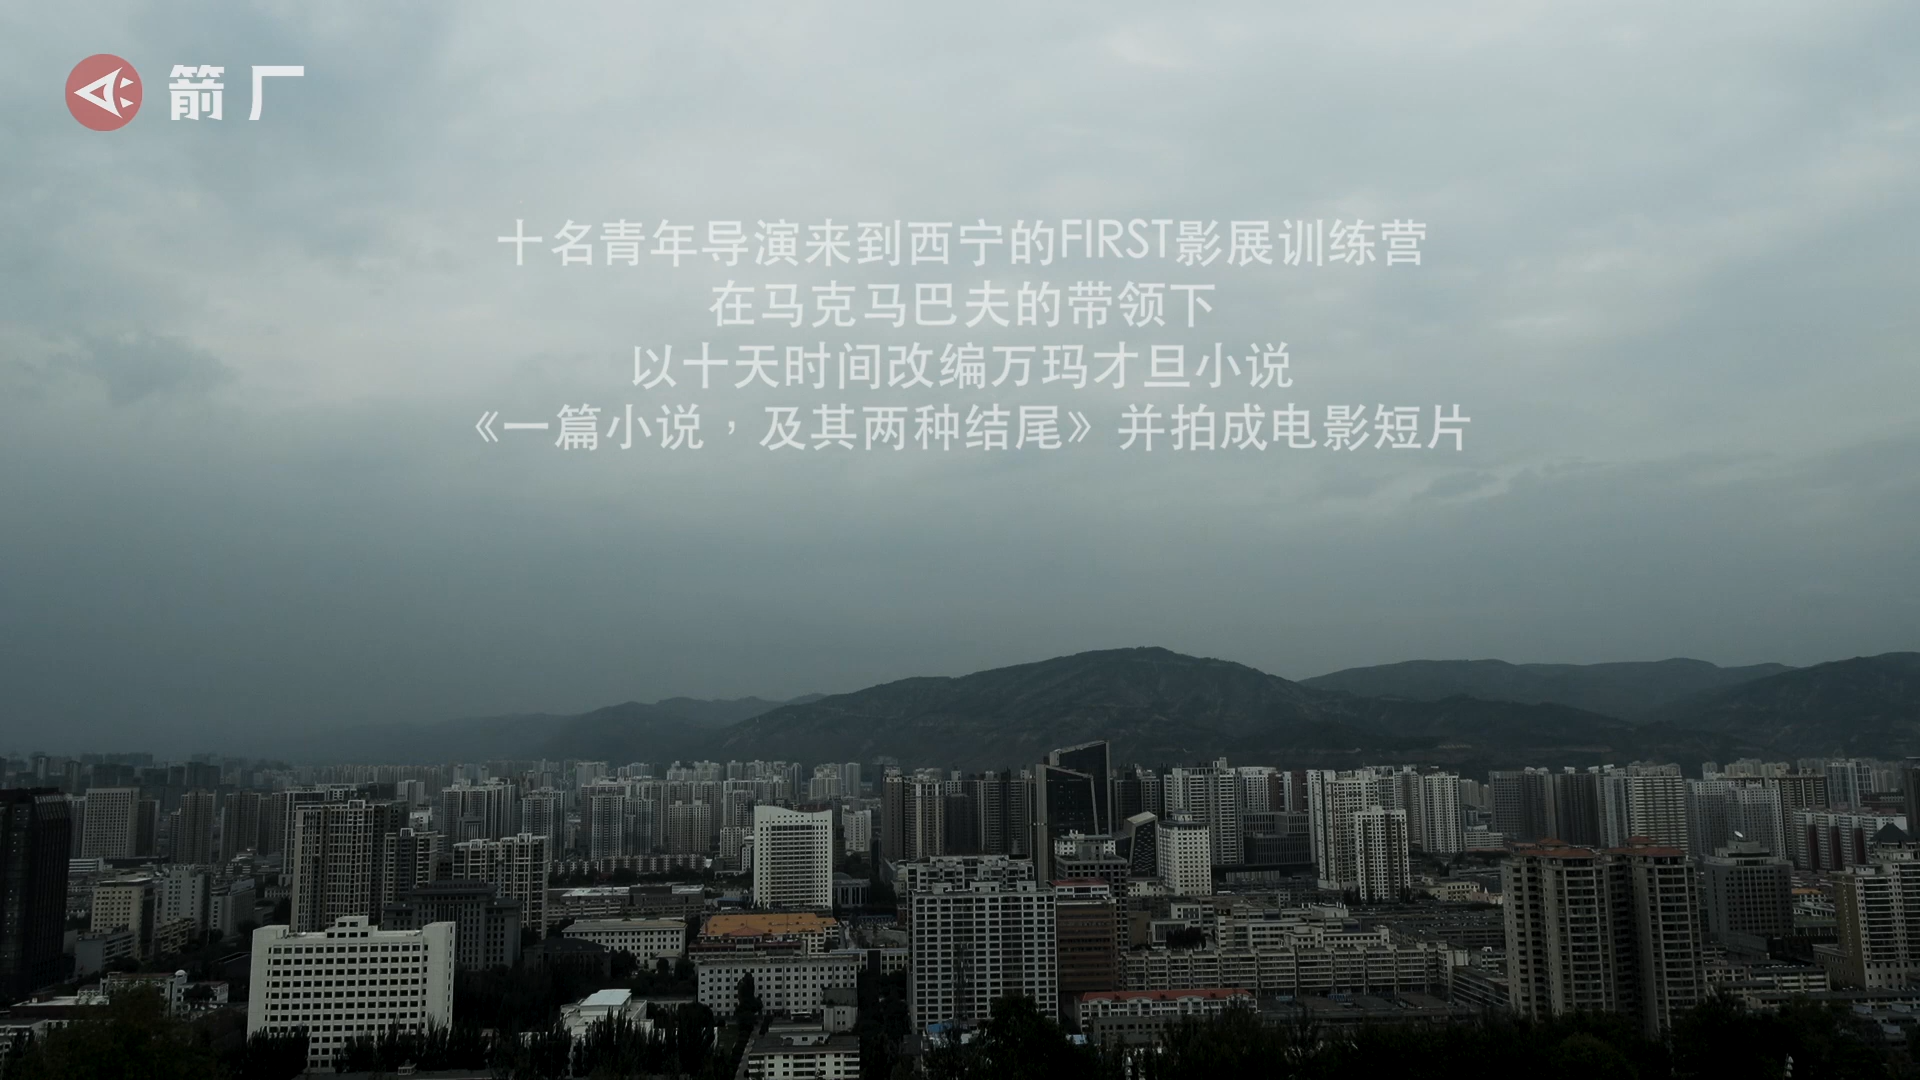 箭厂
十名青年导演来到西宁的FIRST影展训练营
在马克马巴夫的带领下
以十天时间改编万玛才旦小说
《一篇小说，及其两种结尾》并拍成电影短片